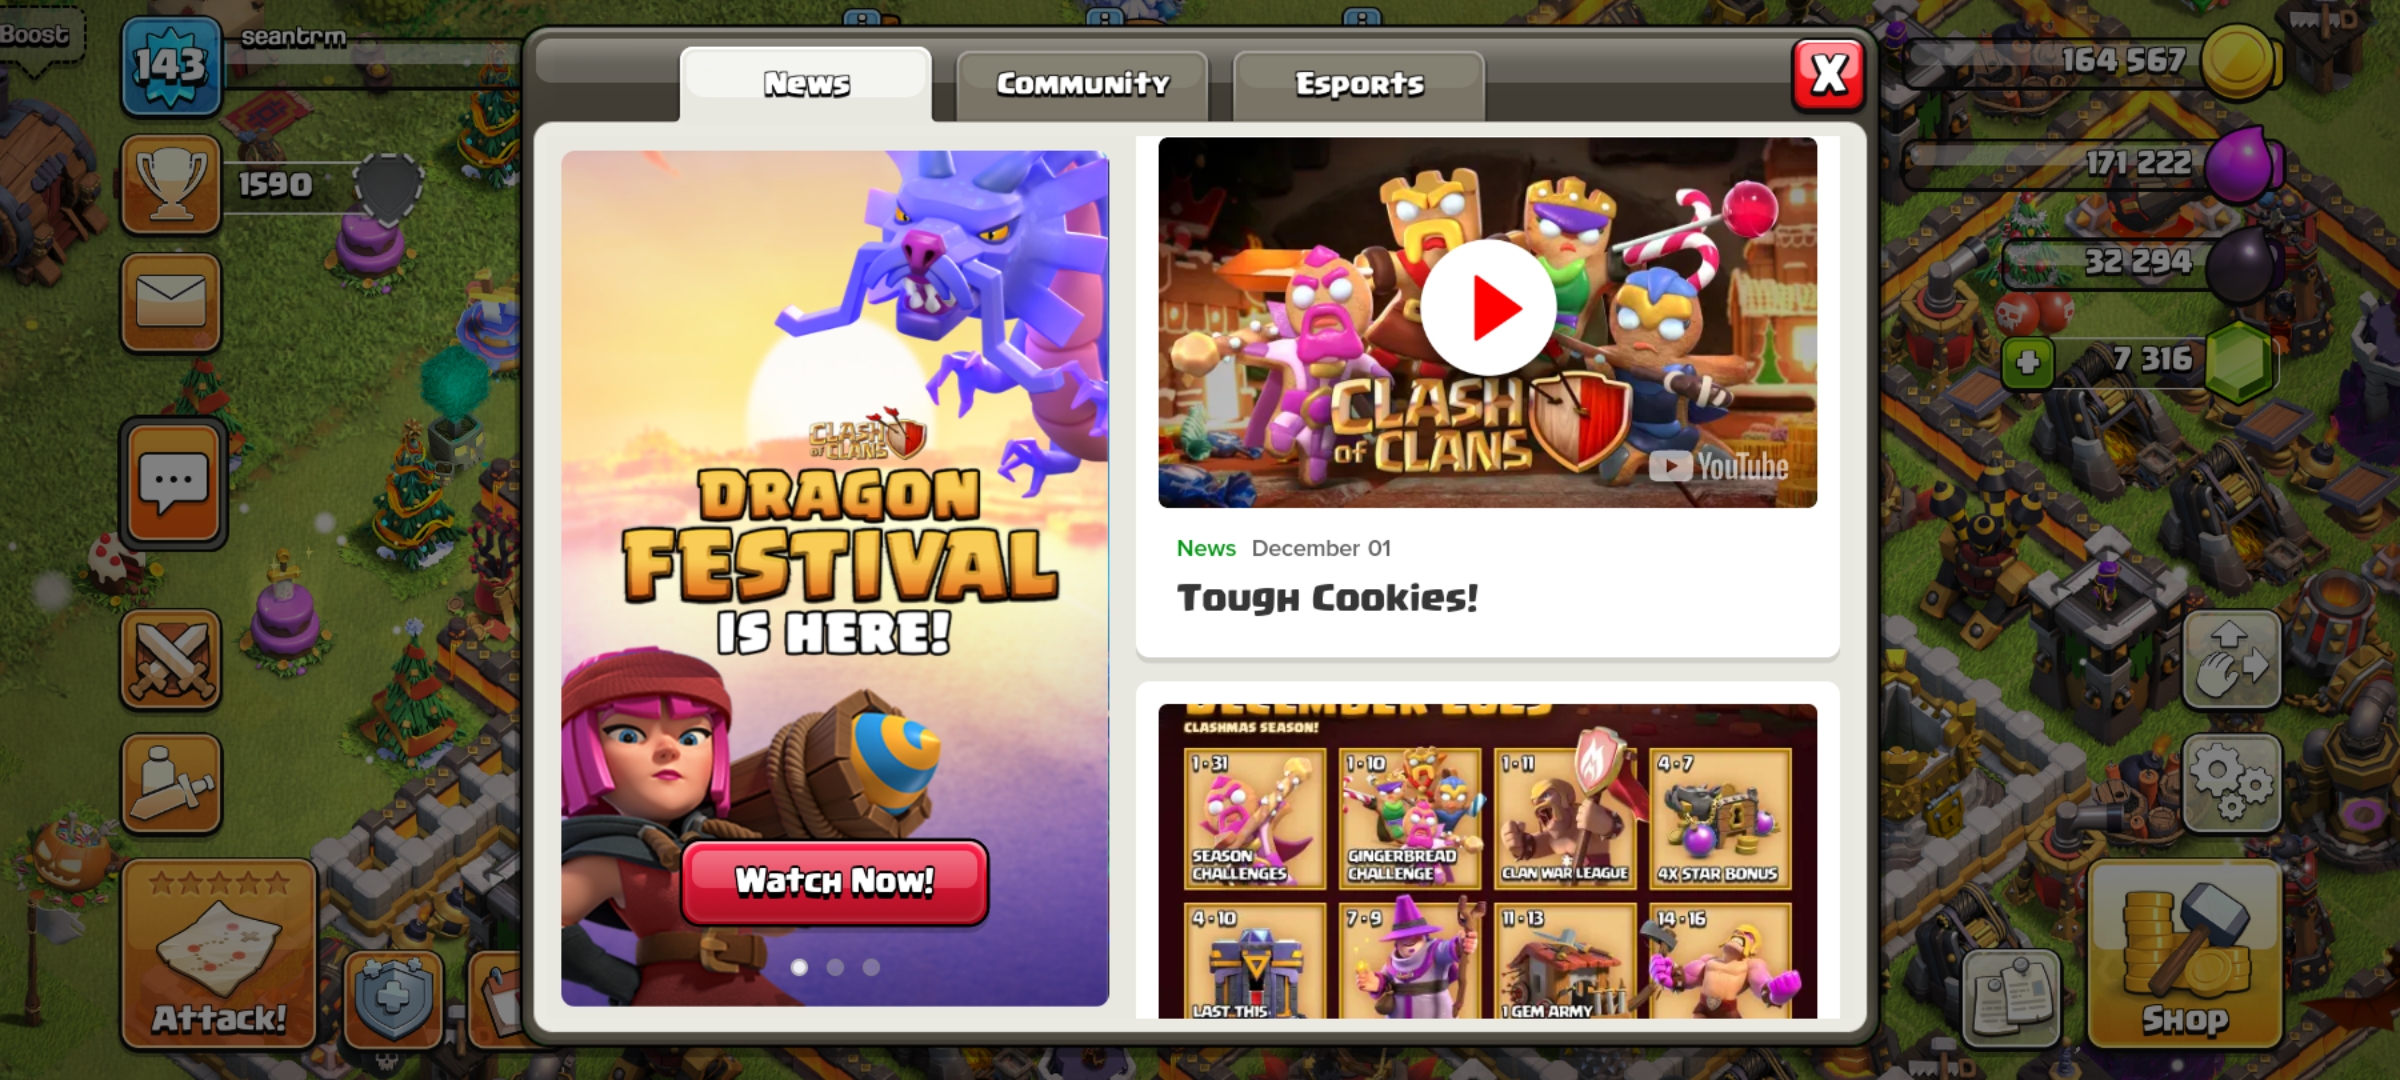 Boost
143
seantrm
1590
Attack!
News
Community
Esports
X
CLASH
OF CLANS
DRAGON
FESTIVAL
IS HERE!
Watch Now!
CLASH
OF CLANS
YouTube
News December 01
Tough Cookies!
CLASHMAS SEASON!
1-31
SEASON
CHALLENGES
1-10
GINGERBREAD
CHALLENGE
1-11
CLAN WAR LEAGUE
4-7
4X STAR BONUS
4-10
LAST THIS
7-9
11-13
1 GEM ARMY
14-16
164 567
171 222
32 294
7 316
Shop